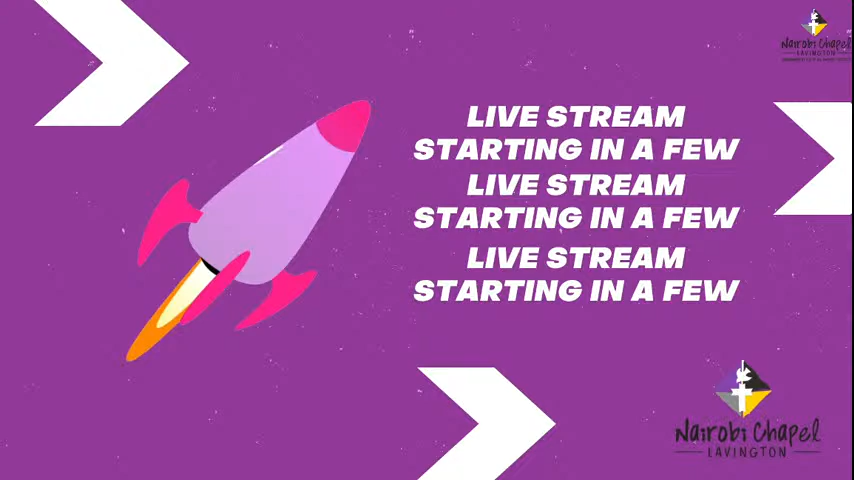 Nairobi Chapel
LAVINGTON
LIVE STREAM
STARTING IN A FEW
LIVE STREAM
STARTING IN A FEW
LIVE STREAM
STARTING IN A FEW
Nairobi Chapel
LAVINGTON